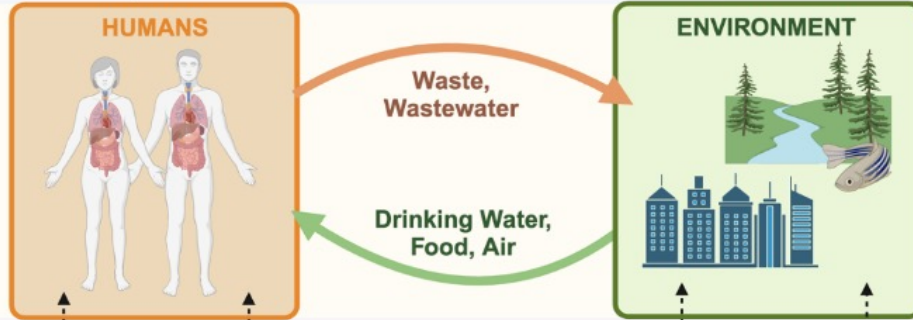 HUMANS
ENVIRONMENT
Waste,
Wastewater
Drinking Water,
Food, Air